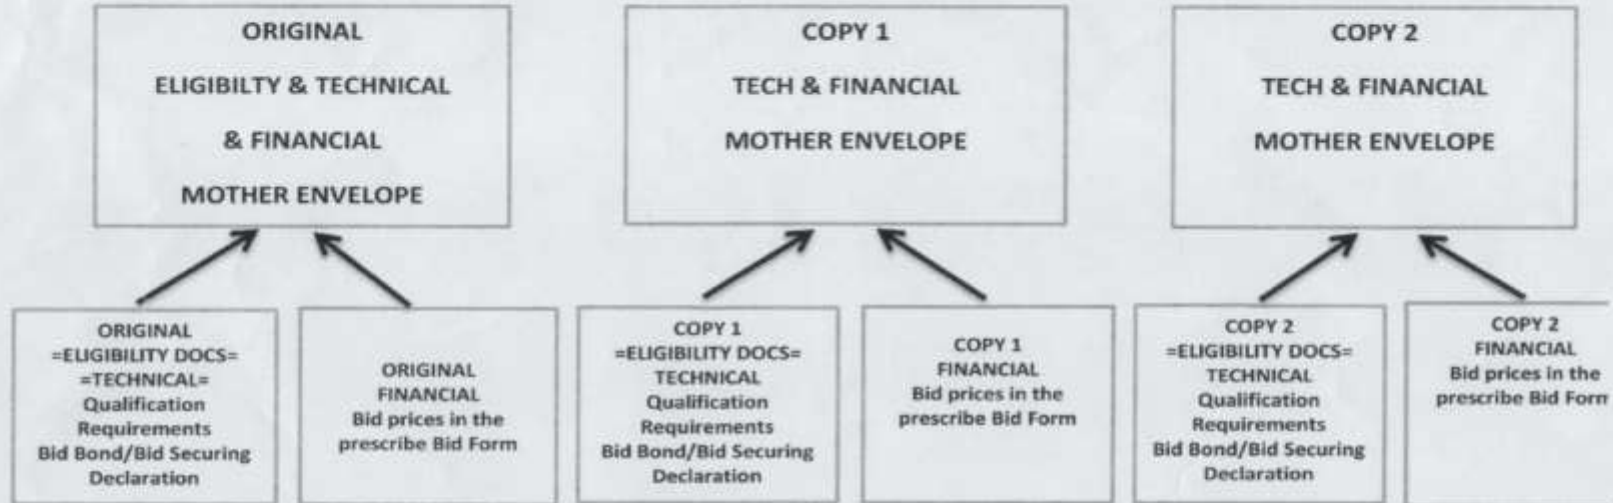 ORIGINAL
ELIGIBILTY & TECHNICAL
& FINANCIAL
MOTHER ENVELOPE
COPY 1
TECH & FINANCIAL
MOTHER ENVELOPE
COPY 2
TECH & FINANCIAL
MOTHER ENVELOPE
ORIGINAL
=ELIGIBILITY DOCS=
=TECHNICAL=
Qualification
Requirements
Bid Bond/Bid Securing
Declaration
ORIGINAL
FINANCIAL
Bid prices in the
prescribe Bid Form
COPY 1
=ELIGIBILITY DOCS=
TECHNICAL
Qualification
Requirements
Bid Bond/Bid Securing
Declaration
COPY 1
FINANCIAL
Bid prices in the
prescribe Bid Form
COPY 2
=ELIGIBILITY DOCS=
TECHNICAL
Qualification
Requirements
Bid Bond/Bid Securing
Declaration
COPY 2
FINANCIAL
Bid prices in the
prescribe Bid Form